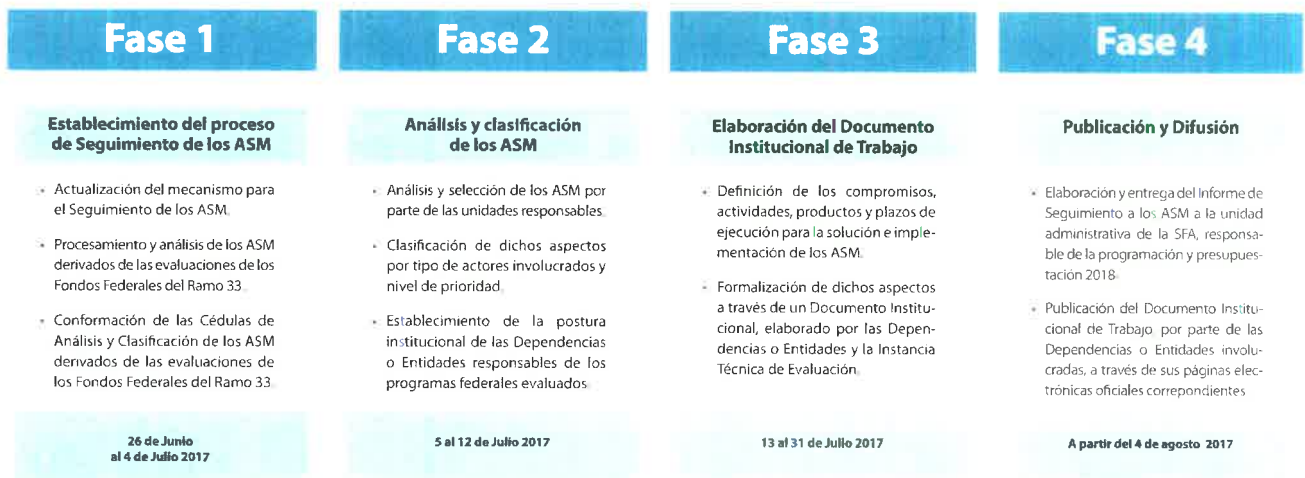 Fase 1
Establecimiento del proceso
de Seguimiento de los ASM
• Actualización del mecanismo para
el Seguimiento de los ASM.
• Procesamiento y análisis de los ASM
derivados de las evaluaciones de los
Fondos Federales del Ramo 33.
• Conformación de las Cédulas de
Análisis y Clasificación de los ASM
derivados de las evaluaciones de
los Fondos Federales del Ramo 33.
26 de Junio
al 4 de Julio 2017
Fase 2
Análisis y clasificación
de los ASM
• Análisis y selección de los ASM por
parte de las unidades responsables.
• Clasificación de dichos aspectos
por tipo de actores involucrados y
nivel de prioridad.
• Establecimiento de la postura
institucional de las Dependencias
o Entidades responsables de los
programas federales evaluados.
5 al 12 de Julio 2017
Fase 3
Elaboración del Documento
Institucional de Trabajo
• Definición de los compromisos,
actividades, productos y plazos de
ejecución para la solución e imple-
mentación de los ASM.
• Formalización de dichos aspectos
a través de un Documento Institu-
cional, elaborado por las Depen-
dencias o Entidades y la Instancia
Técnica de Evaluación.
13 al 31 de Julio 2017
Fase 4
Publicación y Difusión
• Elaboración y entrega del Informe de
Seguimiento a los ASM a la unidad
administrativa de la SFA, responsa-
ble de la programación y presupues-
tación 2018.
• Publicación del Documento Institu-
cional de Trabajo, por parte de las
Dependencias o Entidades involu-
cradas, a través de sus páginas elec-
trónicas oficiales correpondientes.
A partir del 4 de agosto 2017